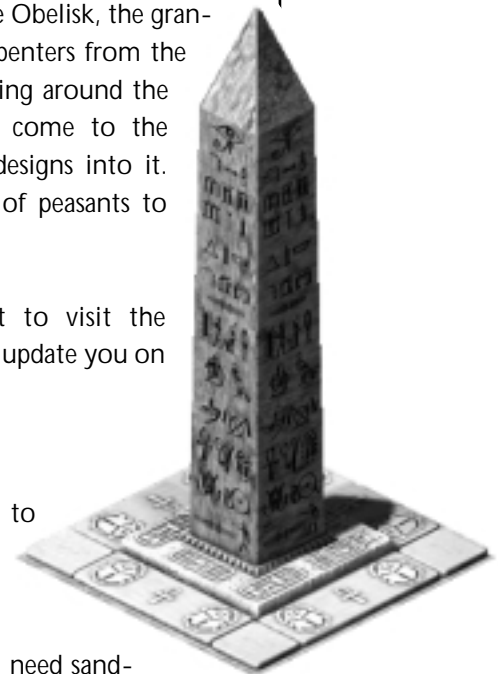 e Obelisk, the gran-
penters from the
ing around the
come to the
designs into it.
of peasants to
t to visit the
update you on
to
need sand-